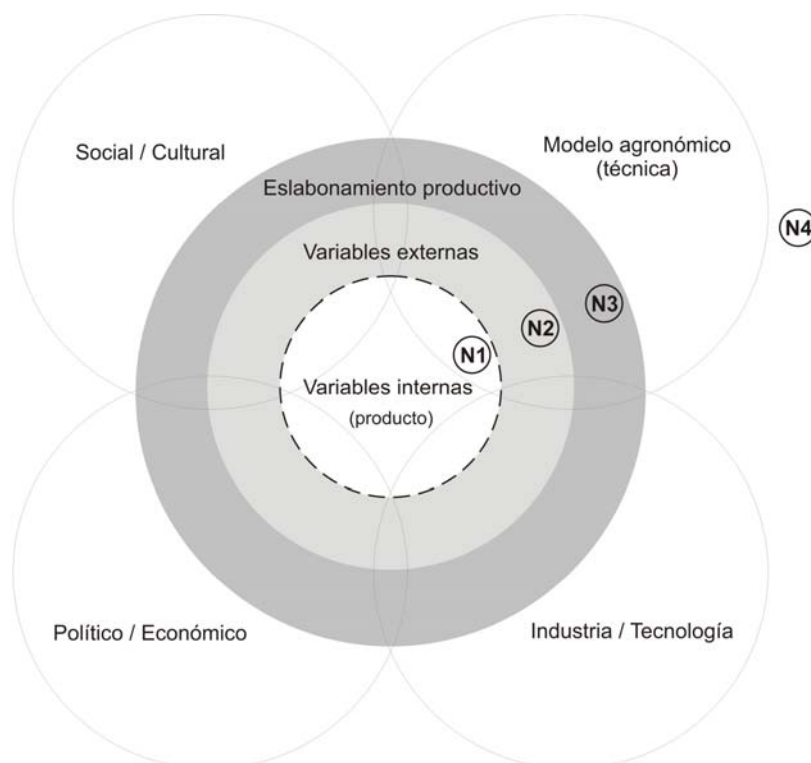 Social / Cultural
Modelo agronómico
(técnica)
Eslabonamiento productivo
N4
Variables externas
N3
N2
N1
Variables internas
(producto)
Político / Económico
Industria / Tecnología